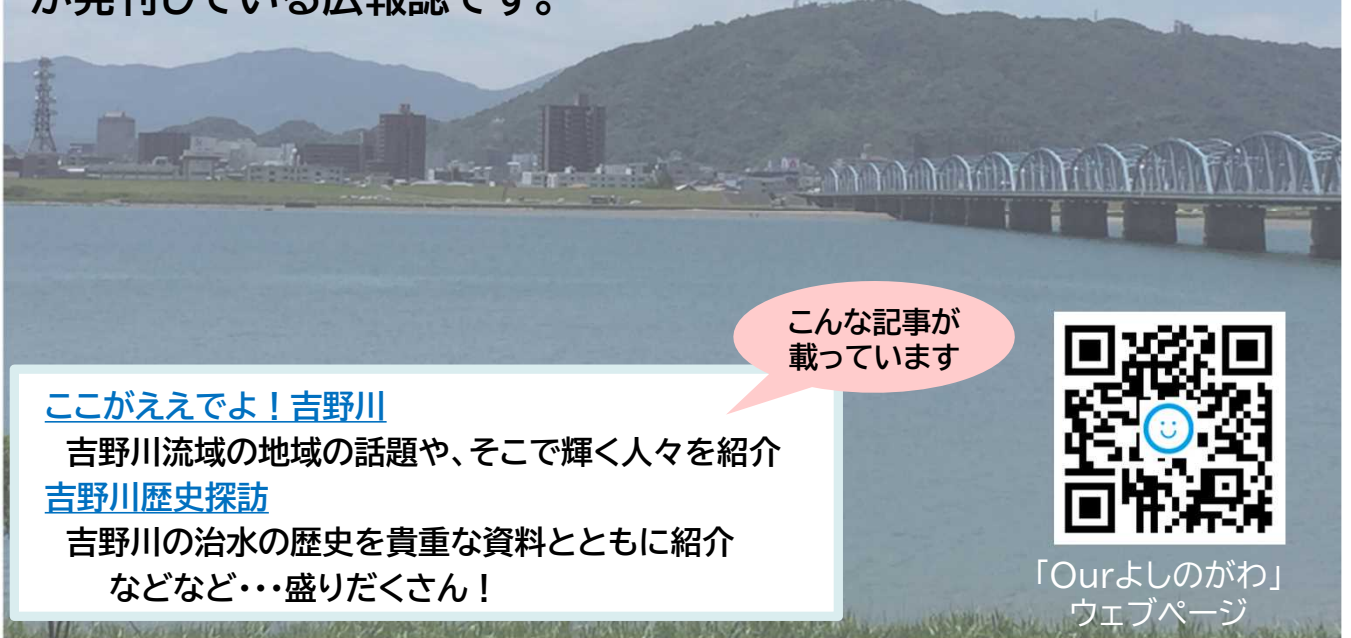 が発刊している広報誌です。
こんな記事が
載っています
ここがええでよ！吉野川
吉野川流域の地域の話題や、そこで輝く人々を紹介
吉野川歴史探訪
吉野川の治水の歴史を貴重な資料とともに紹介
などなど・・・盛りだくさん！
「Ourよしのがわ」
ウェブページ